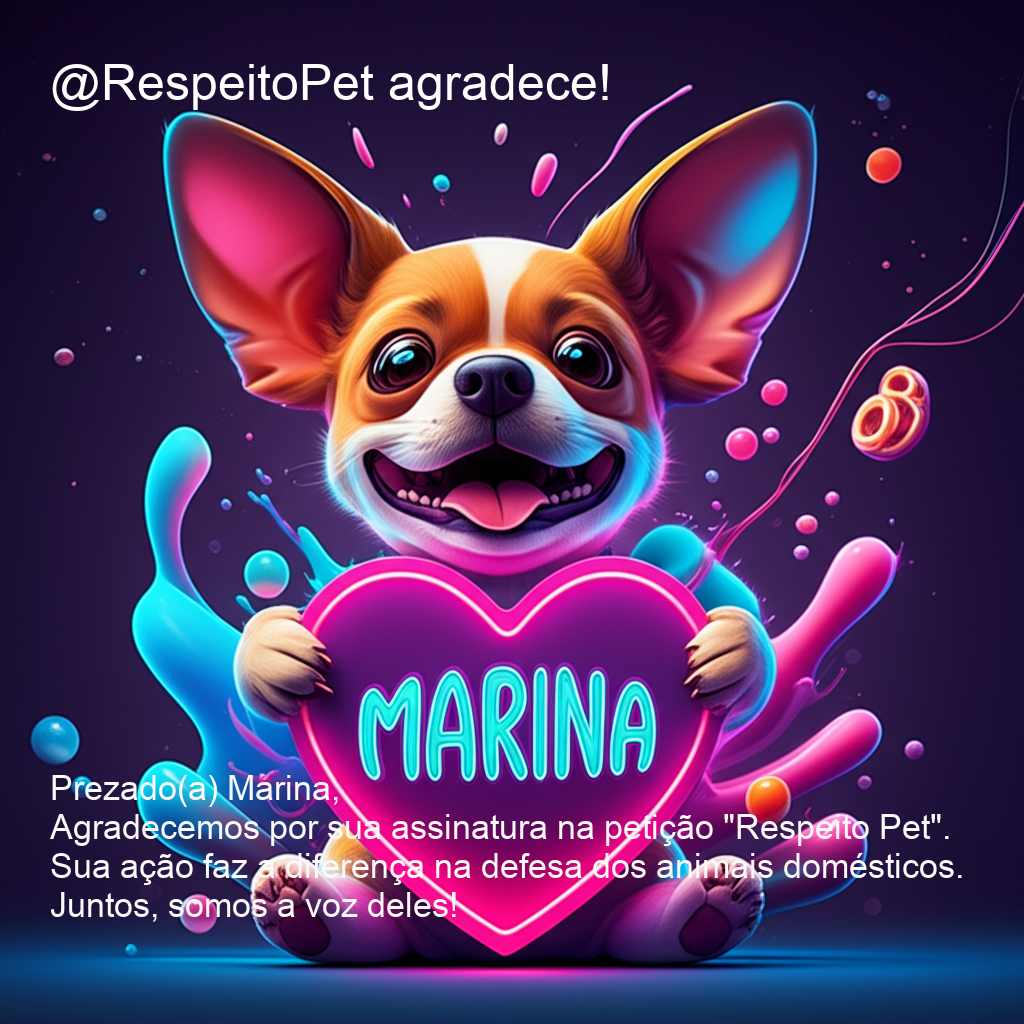 @RespeitoPet agradece!
MARINA
Prezado(a) Marina,
Agradecemos por sua assinatura na petição "Respeito Pet".
Sua ação faz a diferença na defesa dos animais domésticos.
Juntos, somos a voz deles!